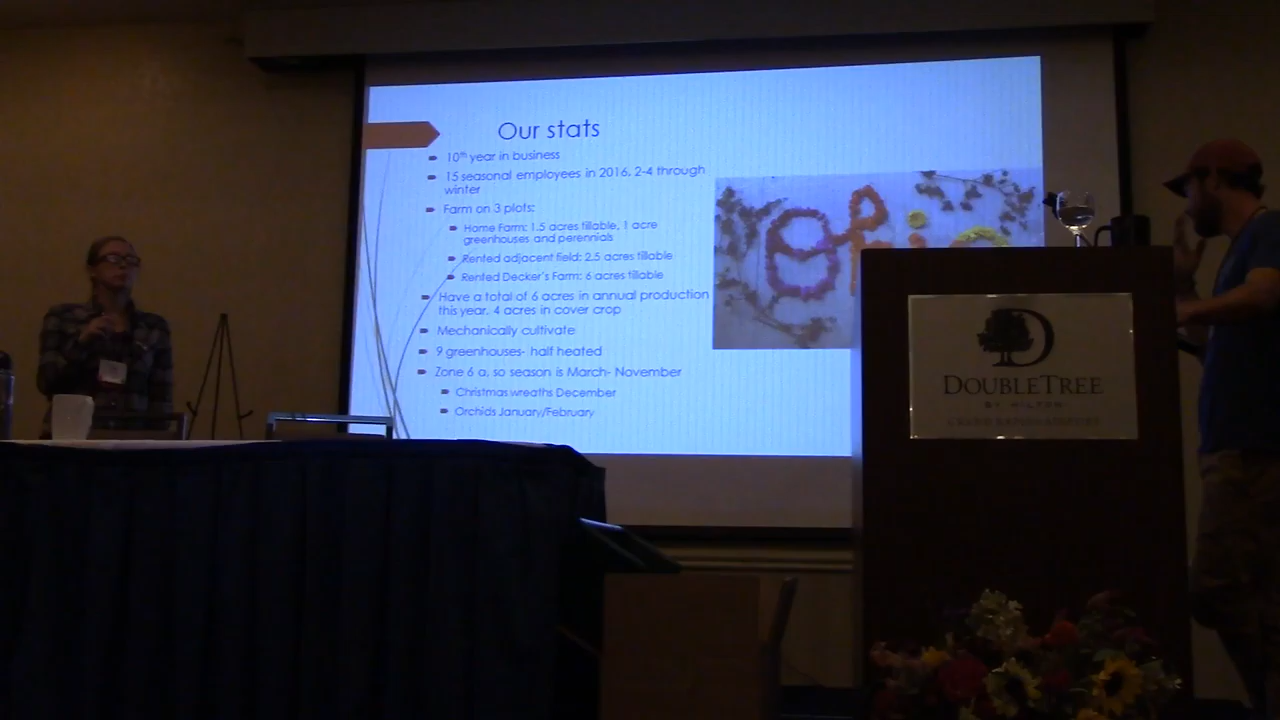 Our stats
10th year in business
15 seasonal employees in 2016, 2-4 through
winter
Farm on 3 plots:
Home Farm: 1.5 acres tillable, 1 acre
greenhouses and perennials
Rented adjacent field: 2.5 acres tillable
Rented Decker's Farm: 6 acres tillable
Have a total of 6 acres in annual production
this year, 4 acres in cover crop
Mechanically cultivate
9 greenhouses- half heated
Zone 6 a, so season is March- November
Christmas wreaths December
Orchids January/February
DOUBLETREE
BY HILTON